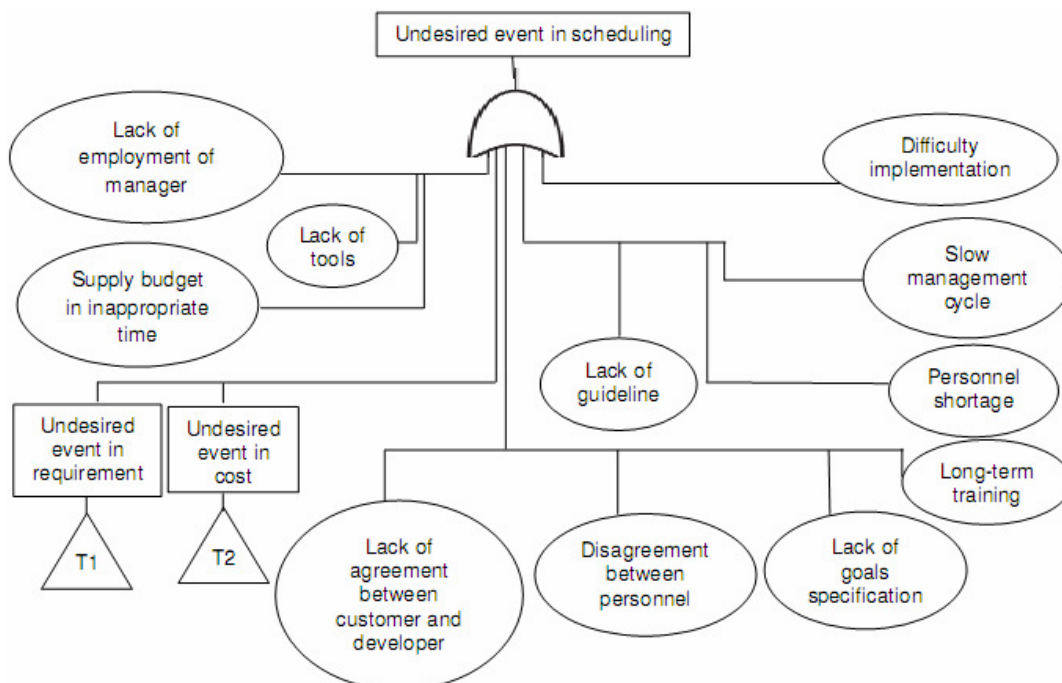 Undesired event in scheduling
Lack of
employment of
manager
Difficulty
implementation
Lack of
tools
Slow
management
cycle
Supply budget
in inappropriate
time
Lack of
guideline
Personnel
shortage
Undesired
event in
requirement
Undesired
event in
cost
Long-term
training
T1
T2
Lack of
agreement
between
customer and
developer
Disagreement
between
personnel
Lack of
goals
specification